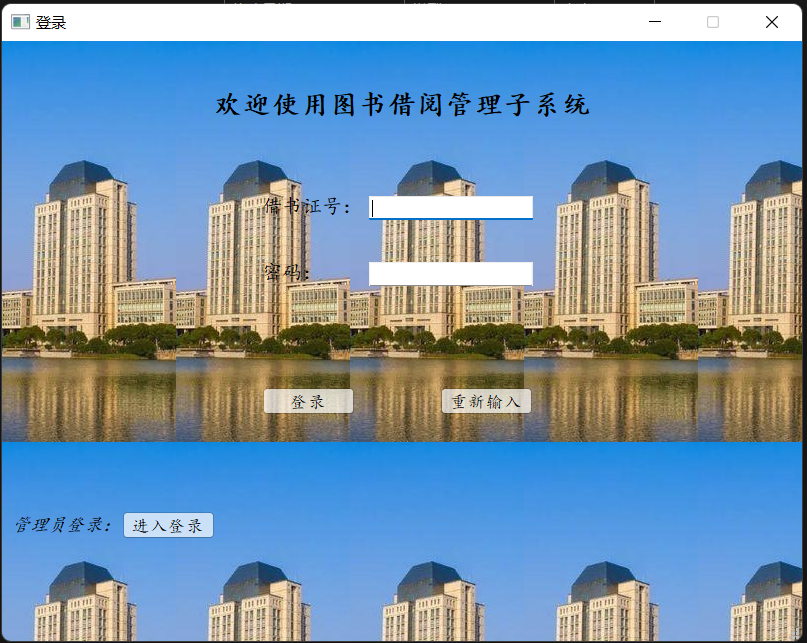 登录
欢迎使用图书借阅管理子系统
借书证号：
密码：
登录 重新输入
管理员登录： 进入登录